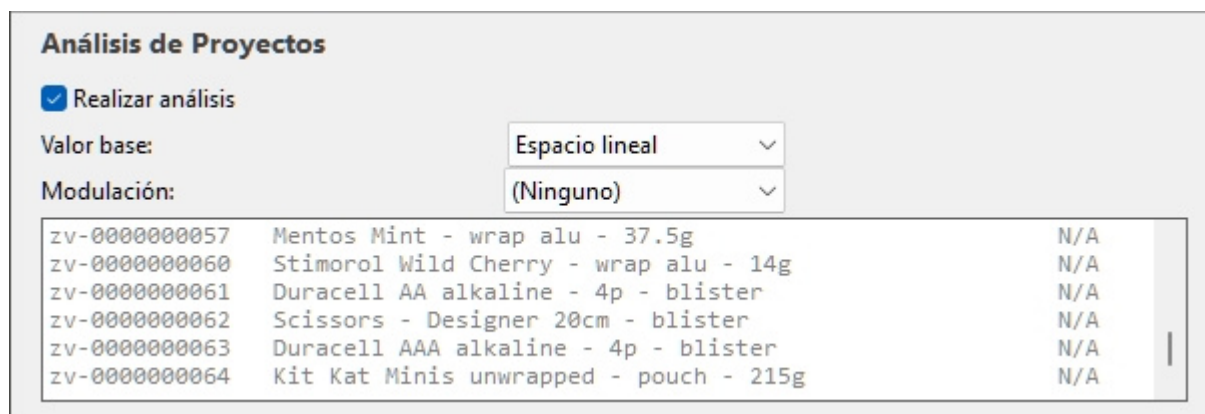 Análisis de Proyectos
Realizar análisis
Valor base: Espacio lineal
Modulación: (Ninguno)
zv-0000000057 Mentos Mint - wrap alu - 37.5g N/A
zv-0000000060 Stimorol Wild Cherry - wrap alu - 14g N/A
zv-0000000061 Duracell AA alkaline - 4p - blister N/A
zv-0000000062 Scissors - Designer 20cm - blister N/A
zv-0000000063 Duracell AAA alkaline - 4p - blister N/A
zv-0000000064 Kit Kat Minis unwrapped - pouch - 215g N/A